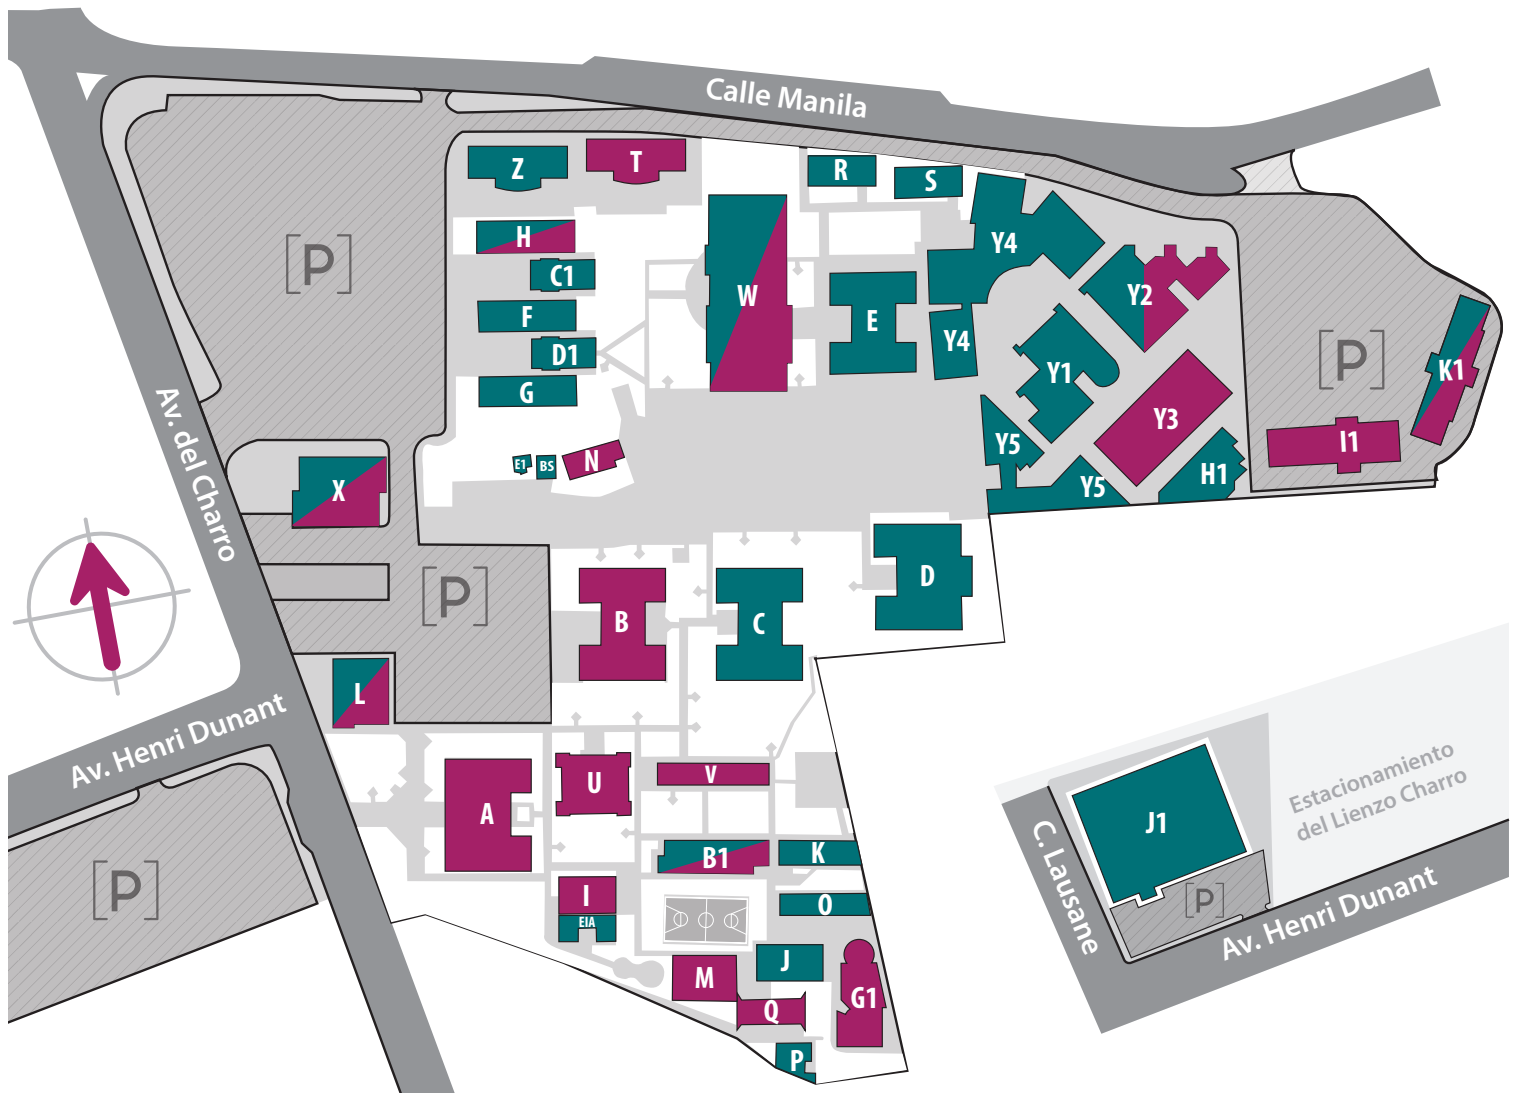 Calle Manila
Z
T
R
S
H
C1
Y4
[P]
W
Y2
F
E
Y4
D1
[P]
G
Y1
K1
Av. del Charro
Y3
I1
Y5
E1
BS
N
H1
X
Y5
D
[P]
B
C
L
Av. Henri Dunant
V
U
A
Estacionamiento
del Lienzo Charro
J1
B1
K
C. Lausane
[P]
I
O
[P]
EIA
Av. Henri Dunant
J
M
G1
Q
P